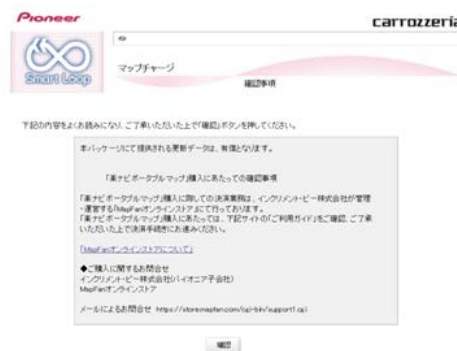 Pioneer
carrozzeria
Smart Loop
マップチャージ
確認事項
下記の内容をよくお読みになり、ご了承いただいた上で「確認」ボタンを押してください。
本パッケージにて提供される更新データは、有償となります。
「楽ナビポータブルマップ」購入にあたっての確認事項
「楽ナビポータブルマップ」購入に際しての決済業務は、インクリメント・ピー株式会社が管理
・運営する「MapFanオンラインストア」にて行っております。
「楽ナビポータブルマップ」購入にあたっては、下記サイトの「ご利用ガイド」をご確認、ご了承
いただいた上で決済手続きにお進みください。
「MapFanオンラインストアについて」
◆ご購入に関するお問合せ
インクリメント・ピー株式会社(パイオニア子会社)
MapFanオンラインストア
メールによるお問合せ https://store.mapfan.com/cgi-bin/support1.cgi
確認